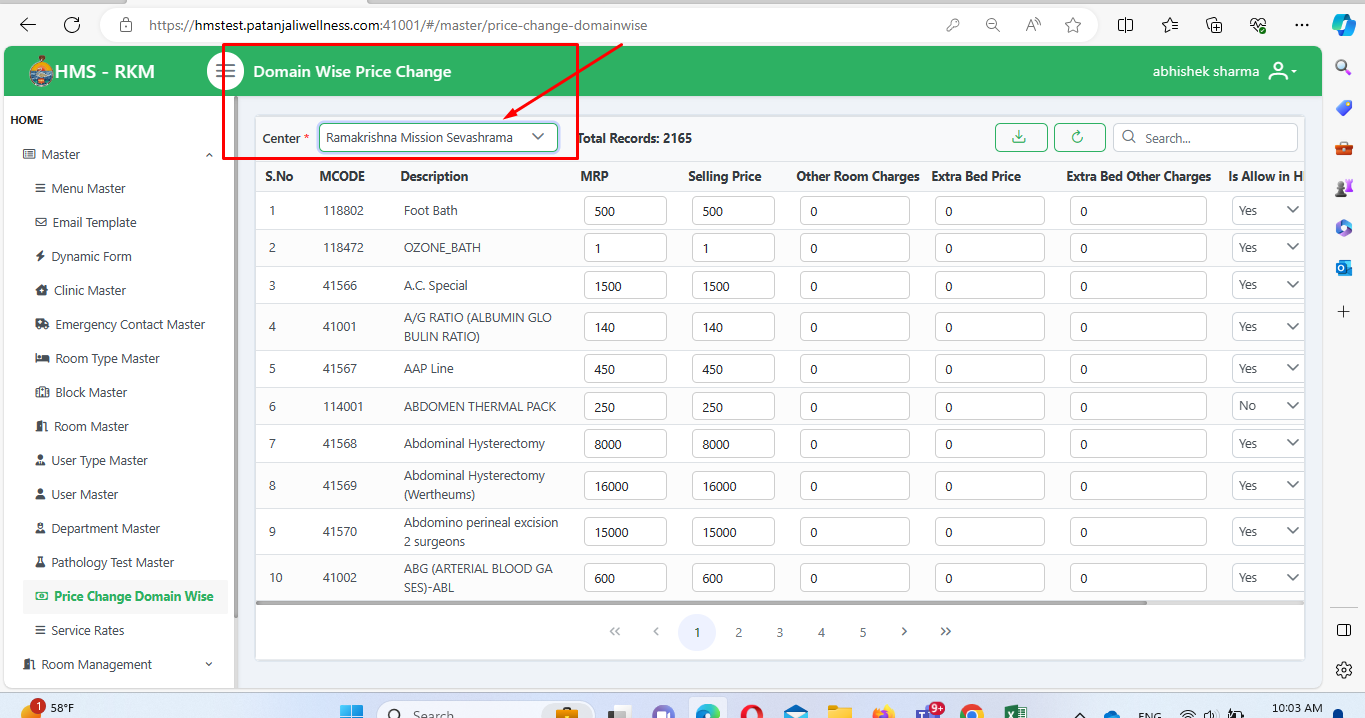 https://hmstest.patanjaliwellness.com:41001/#/master/price-change-domainwise
HMS - RKM
Domain Wise Price Change
abhishek sharma
HOME
Master
Menu Master
Email Template
Dynamic Form
Clinic Master
Emergency Contact Master
Room Type Master
Block Master
Room Master
User Type Master
User Master
Department Master
Pathology Test Master
Price Change Domain Wise
Service Rates
Room Management
Center * Ramakrishna Mission Sevashrama Total Records: 2165 Search...
S.No MCODE Description MRP Selling Price Other Room Charges Extra Bed Price Extra Bed Other Charges Is Allow in H
1 118802 Foot Bath 500 500 0 0 0 Yes
2 118472 OZONE_BATH 1 1 0 0 0 Yes
3 41566 A.C. Special 1500 1500 0 0 0 Yes
4 41001 A/G RATIO (ALBUMIN GLO
BULIN RATIO) 140 140 0 0 0 Yes
5 41567 AAP Line 450 450 0 0 0 Yes
6 114001 ABDOMEN THERMAL PACK 250 250 0 0 0 No
7 41568 Abdominal Hysterectomy 8000 8000 0 0 0 Yes
8 41569 Abdominal Hysterectomy
(Wertheums) 16000 16000 0 0 0 Yes
9 41570 Abdomino perineal excision
2 surgeons 15000 15000 0 0 0 Yes
10 41002 ABG (ARTERIAL BLOOD GA
SES)-ABL 600 600 0 0 0 Yes
« ‹ 1 2 3 4 5 › »
1 58°F Search 9+ ENG 10:03 AM